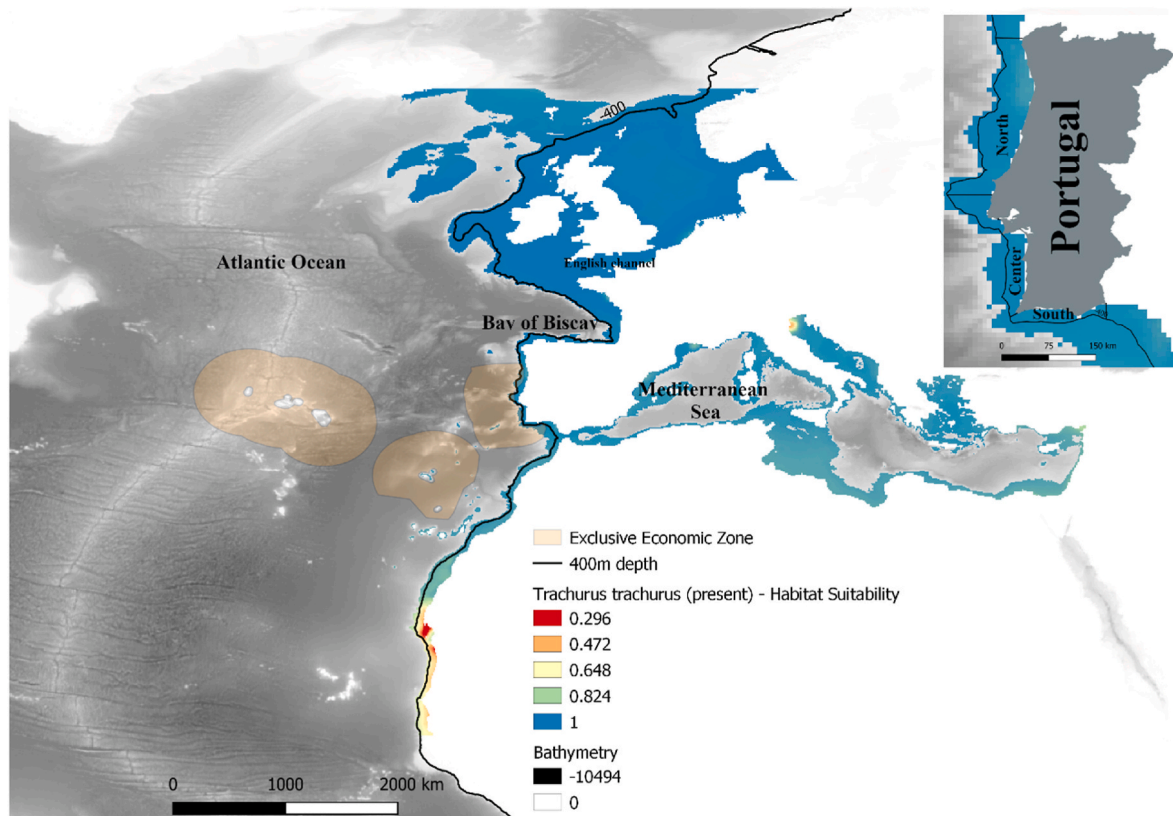 -400
Atlantic Ocean
English channel
Bay of Biscay
Mediterranean
Sea
North
Portugal
Center
South
0 75 150 km
Exclusive Economic Zone
400m depth
Trachurus trachurus (present) - Habitat Suitability
0.296
0.472
0.648
0.824
1
Bathymetry
-10494
0
0 1000 2000 km